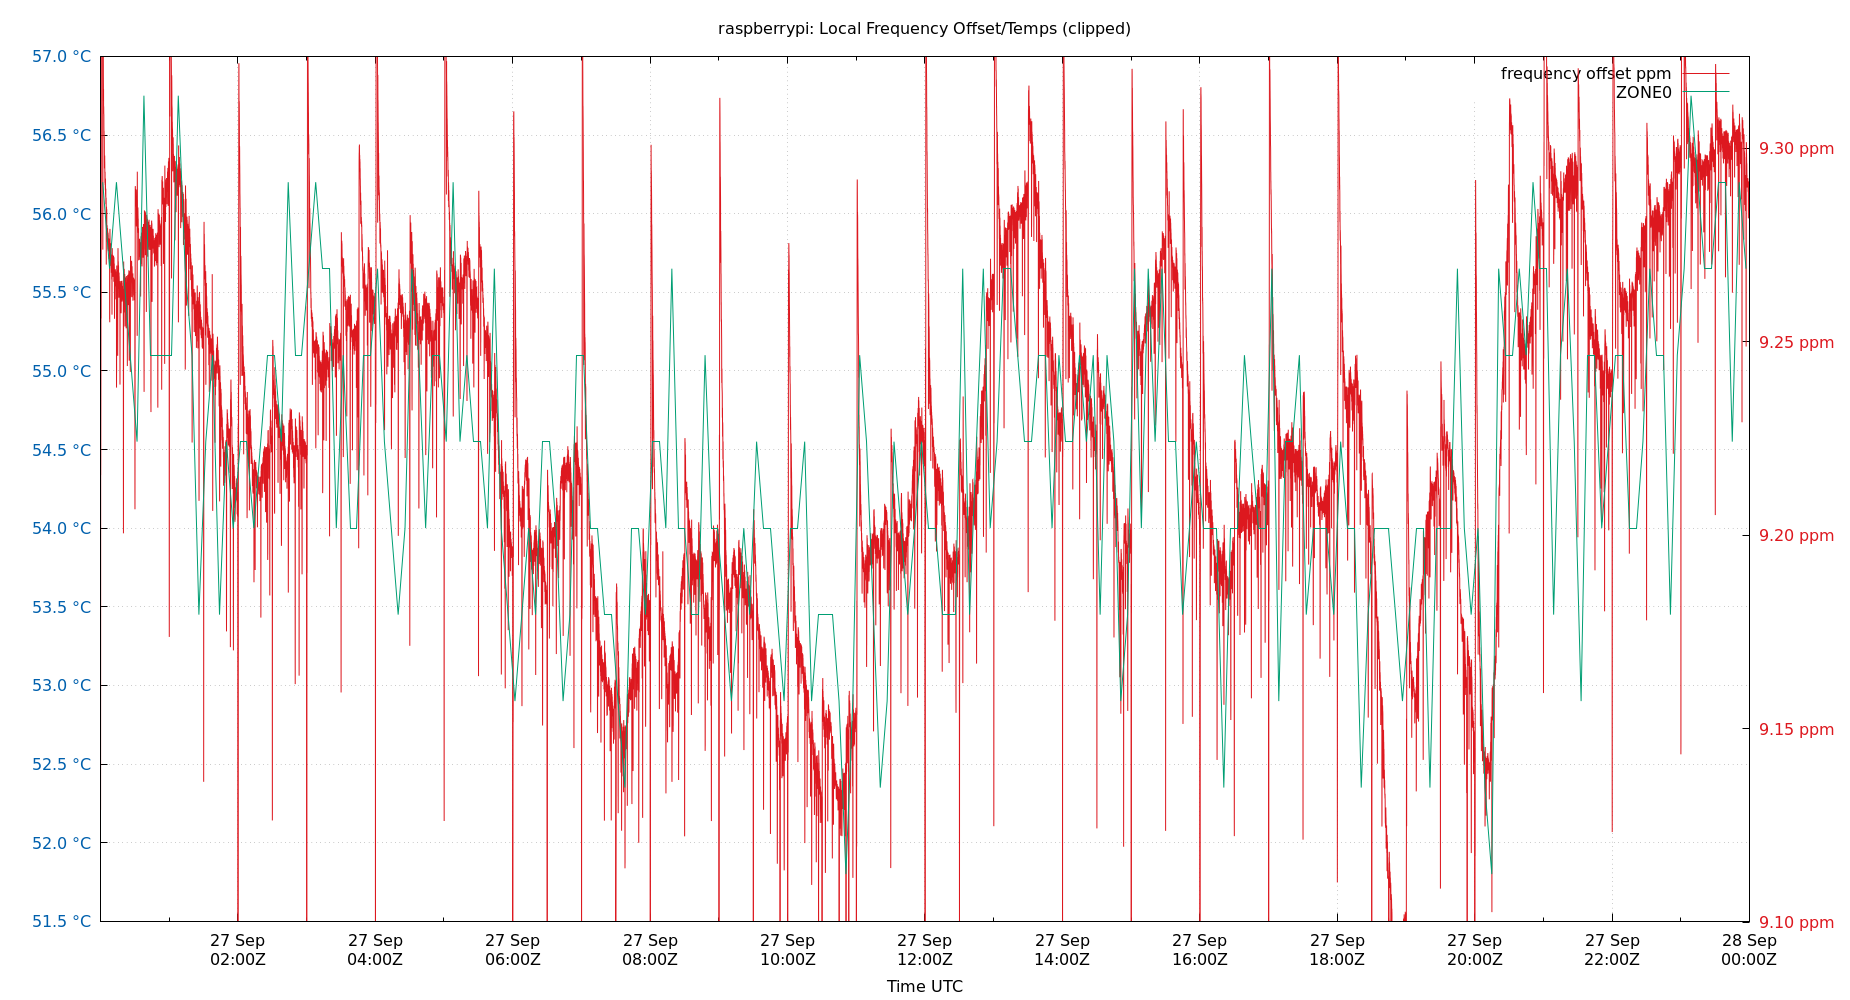 raspberrypi: Local Frequency Offset/Temps (clipped)
57.0 °C
56.5 °C
56.0 °C
55.5 °C
55.0 °C
54.5 °C
54.0 °C
53.5 °C
53.0 °C
52.5 °C
52.0 °C
51.5 °C
frequency offset ppm
ZONE0
9.30 ppm
9.25 ppm
9.20 ppm
9.15 ppm
9.10 ppm
27 Sep
02:00Z
27 Sep
04:00Z
27 Sep
06:00Z
27 Sep
08:00Z
27 Sep
10:00Z
27 Sep
12:00Z
27 Sep
14:00Z
27 Sep
16:00Z
27 Sep
18:00Z
27 Sep
20:00Z
27 Sep
22:00Z
28 Sep
00:00Z
Time UTC